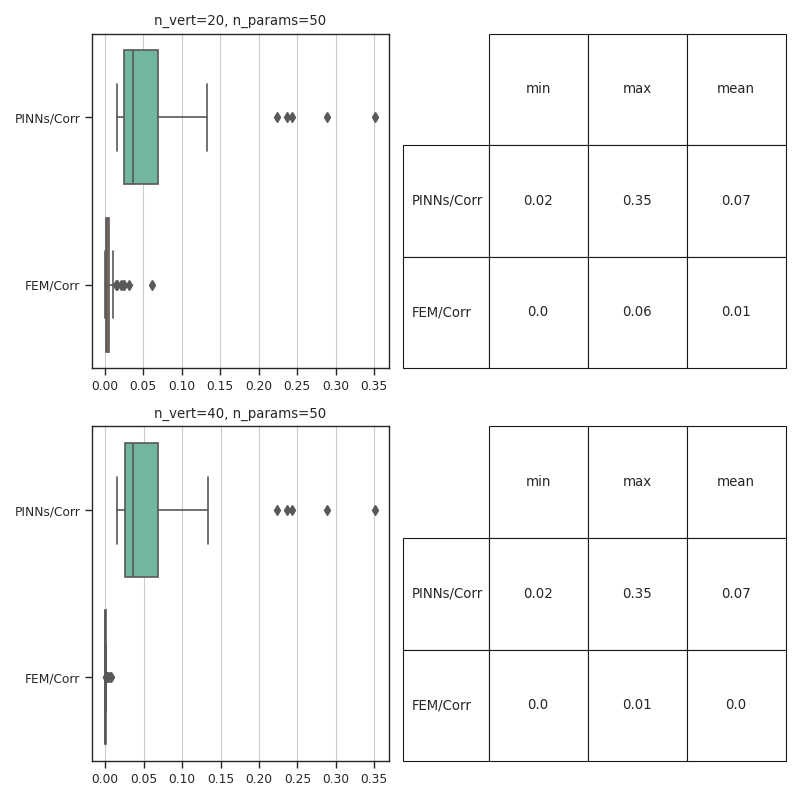 n_vert=20, n_params=50
PINNs/Corr
FEM/Corr
0.00 0.05 0.10 0.15 0.20 0.25 0.30 0.35
min max mean
PINNs/Corr 0.02 0.35 0.07
FEM/Corr 0.0 0.06 0.01
n_vert=40, n_params=50
PINNs/Corr
FEM/Corr
0.00 0.05 0.10 0.15 0.20 0.25 0.30 0.35
min max mean
PINNs/Corr 0.02 0.35 0.07
FEM/Corr 0.0 0.01 0.0